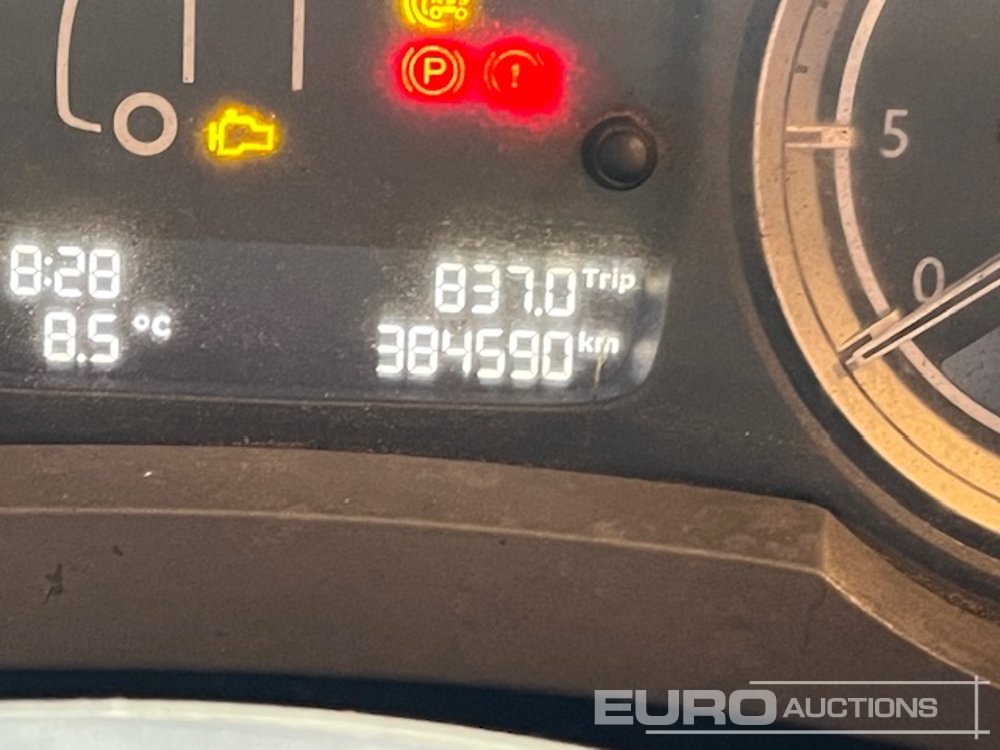 P
!
5
8:28
837.0 Trip
0
8.5 °C
384590 km
EURO AUCTIONS